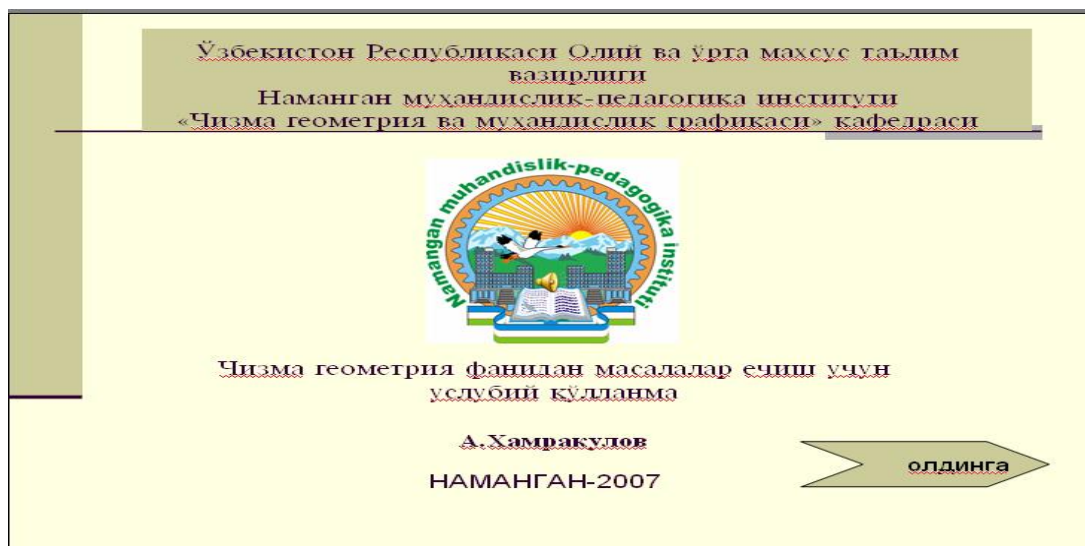 Ўзбекистон Республикаси Олий ва ўрта махсус таълим
вазирлиги
Наманган муҳандислик-педагогика институти
«Чизма геометрия ва муҳандислик графикаси» кафедраси
Namangan muhandislik-pedagogika instituti
Чизма геометрия фанидан масалалар ечиш учун
услубий қўлланма
А.Хамракулов
НАМАНГАН-2007
олдинга